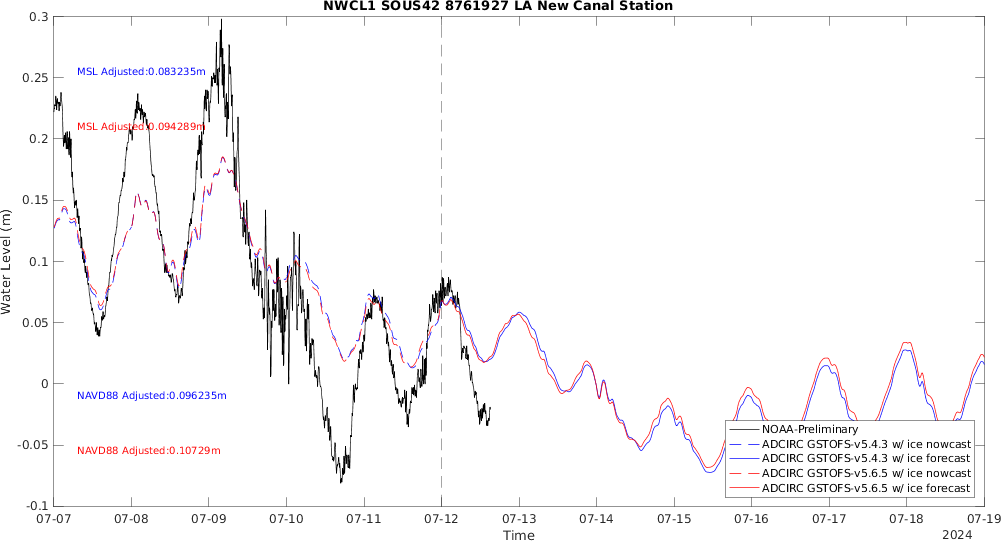 NWCL1 SOUS42 8761927 LA New Canal Station
0.3
0.25
0.2
0.15
0.1
0.05
0
-0.05
-0.1
Water Level (m)
MSL Adjusted:0.083235m
MSL Adjusted:0.094289m
NAVD88 Adjusted:0.096235m
NAVD88 Adjusted:0.10729m
NOAA-Preliminary
ADCIRC GSTOFS-v5.4.3 w/ ice nowcast
ADCIRC GSTOFS-v5.4.3 w/ ice forecast
ADCIRC GSTOFS-v5.6.5 w/ ice nowcast
ADCIRC GSTOFS-v5.6.5 w/ ice forecast
07-07 07-08 07-09 07-10 07-11 07-12 07-13 07-14 07-15 07-16 07-17 07-18 07-19
Time
2024